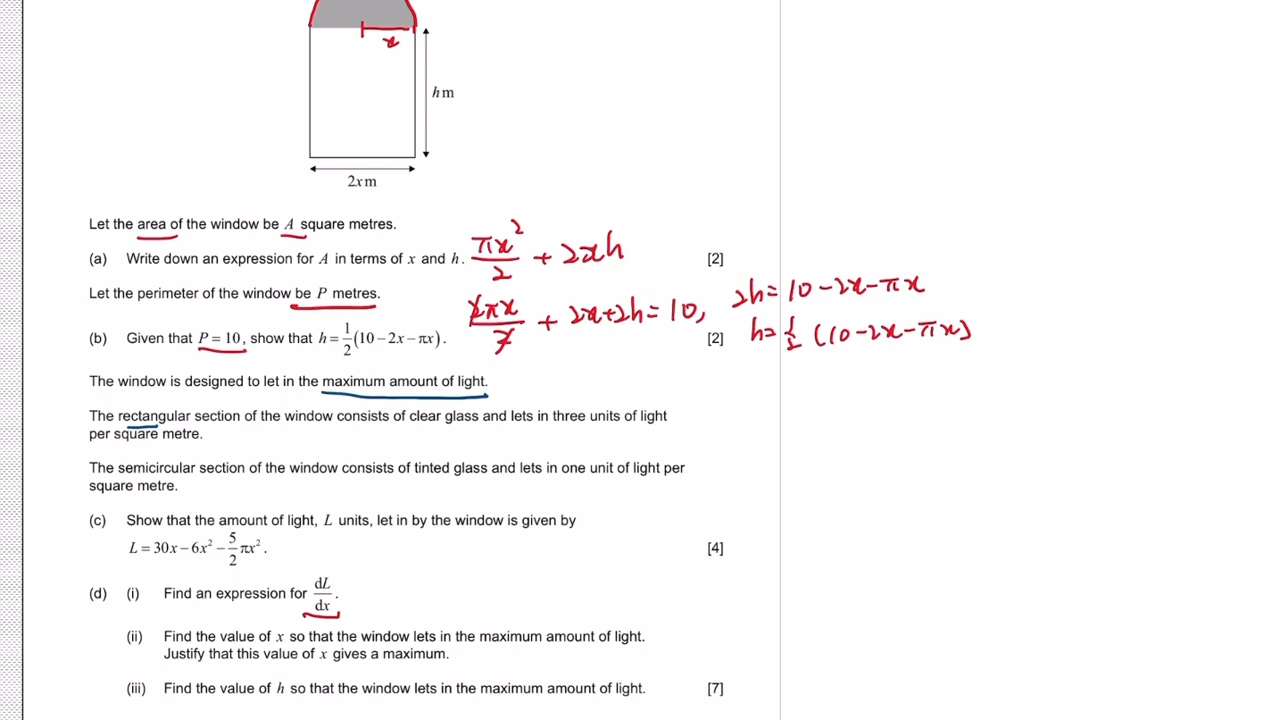 x
h m
2x m
Let the area of the window be A square metres.
(a) Write down an expression for A in terms of x and h. πx²/2 + 2xh [2]
Let the perimeter of the window be P metres.
2πx/2 + 2x+2h = 10, 2h = 10 − 2x − πx
(b) Given that P = 10, show that h = 1/2(10 − 2x − πx). [2] h = 1/2 (10 − 2x − πx)
The window is designed to let in the maximum amount of light.
The rectangular section of the window consists of clear glass and lets in three units of light
per square metre.
The semicircular section of the window consists of tinted glass and lets in one unit of light per
square metre.
(c) Show that the amount of light, L units, let in by the window is given by
L = 30x − 6x² − 5/2 πx². [4]
(d) (i) Find an expression for dL/dx.
(ii) Find the value of x so that the window lets in the maximum amount of light.
Justify that this value of x gives a maximum.
(iii) Find the value of h so that the window lets in the maximum amount of light. [7]